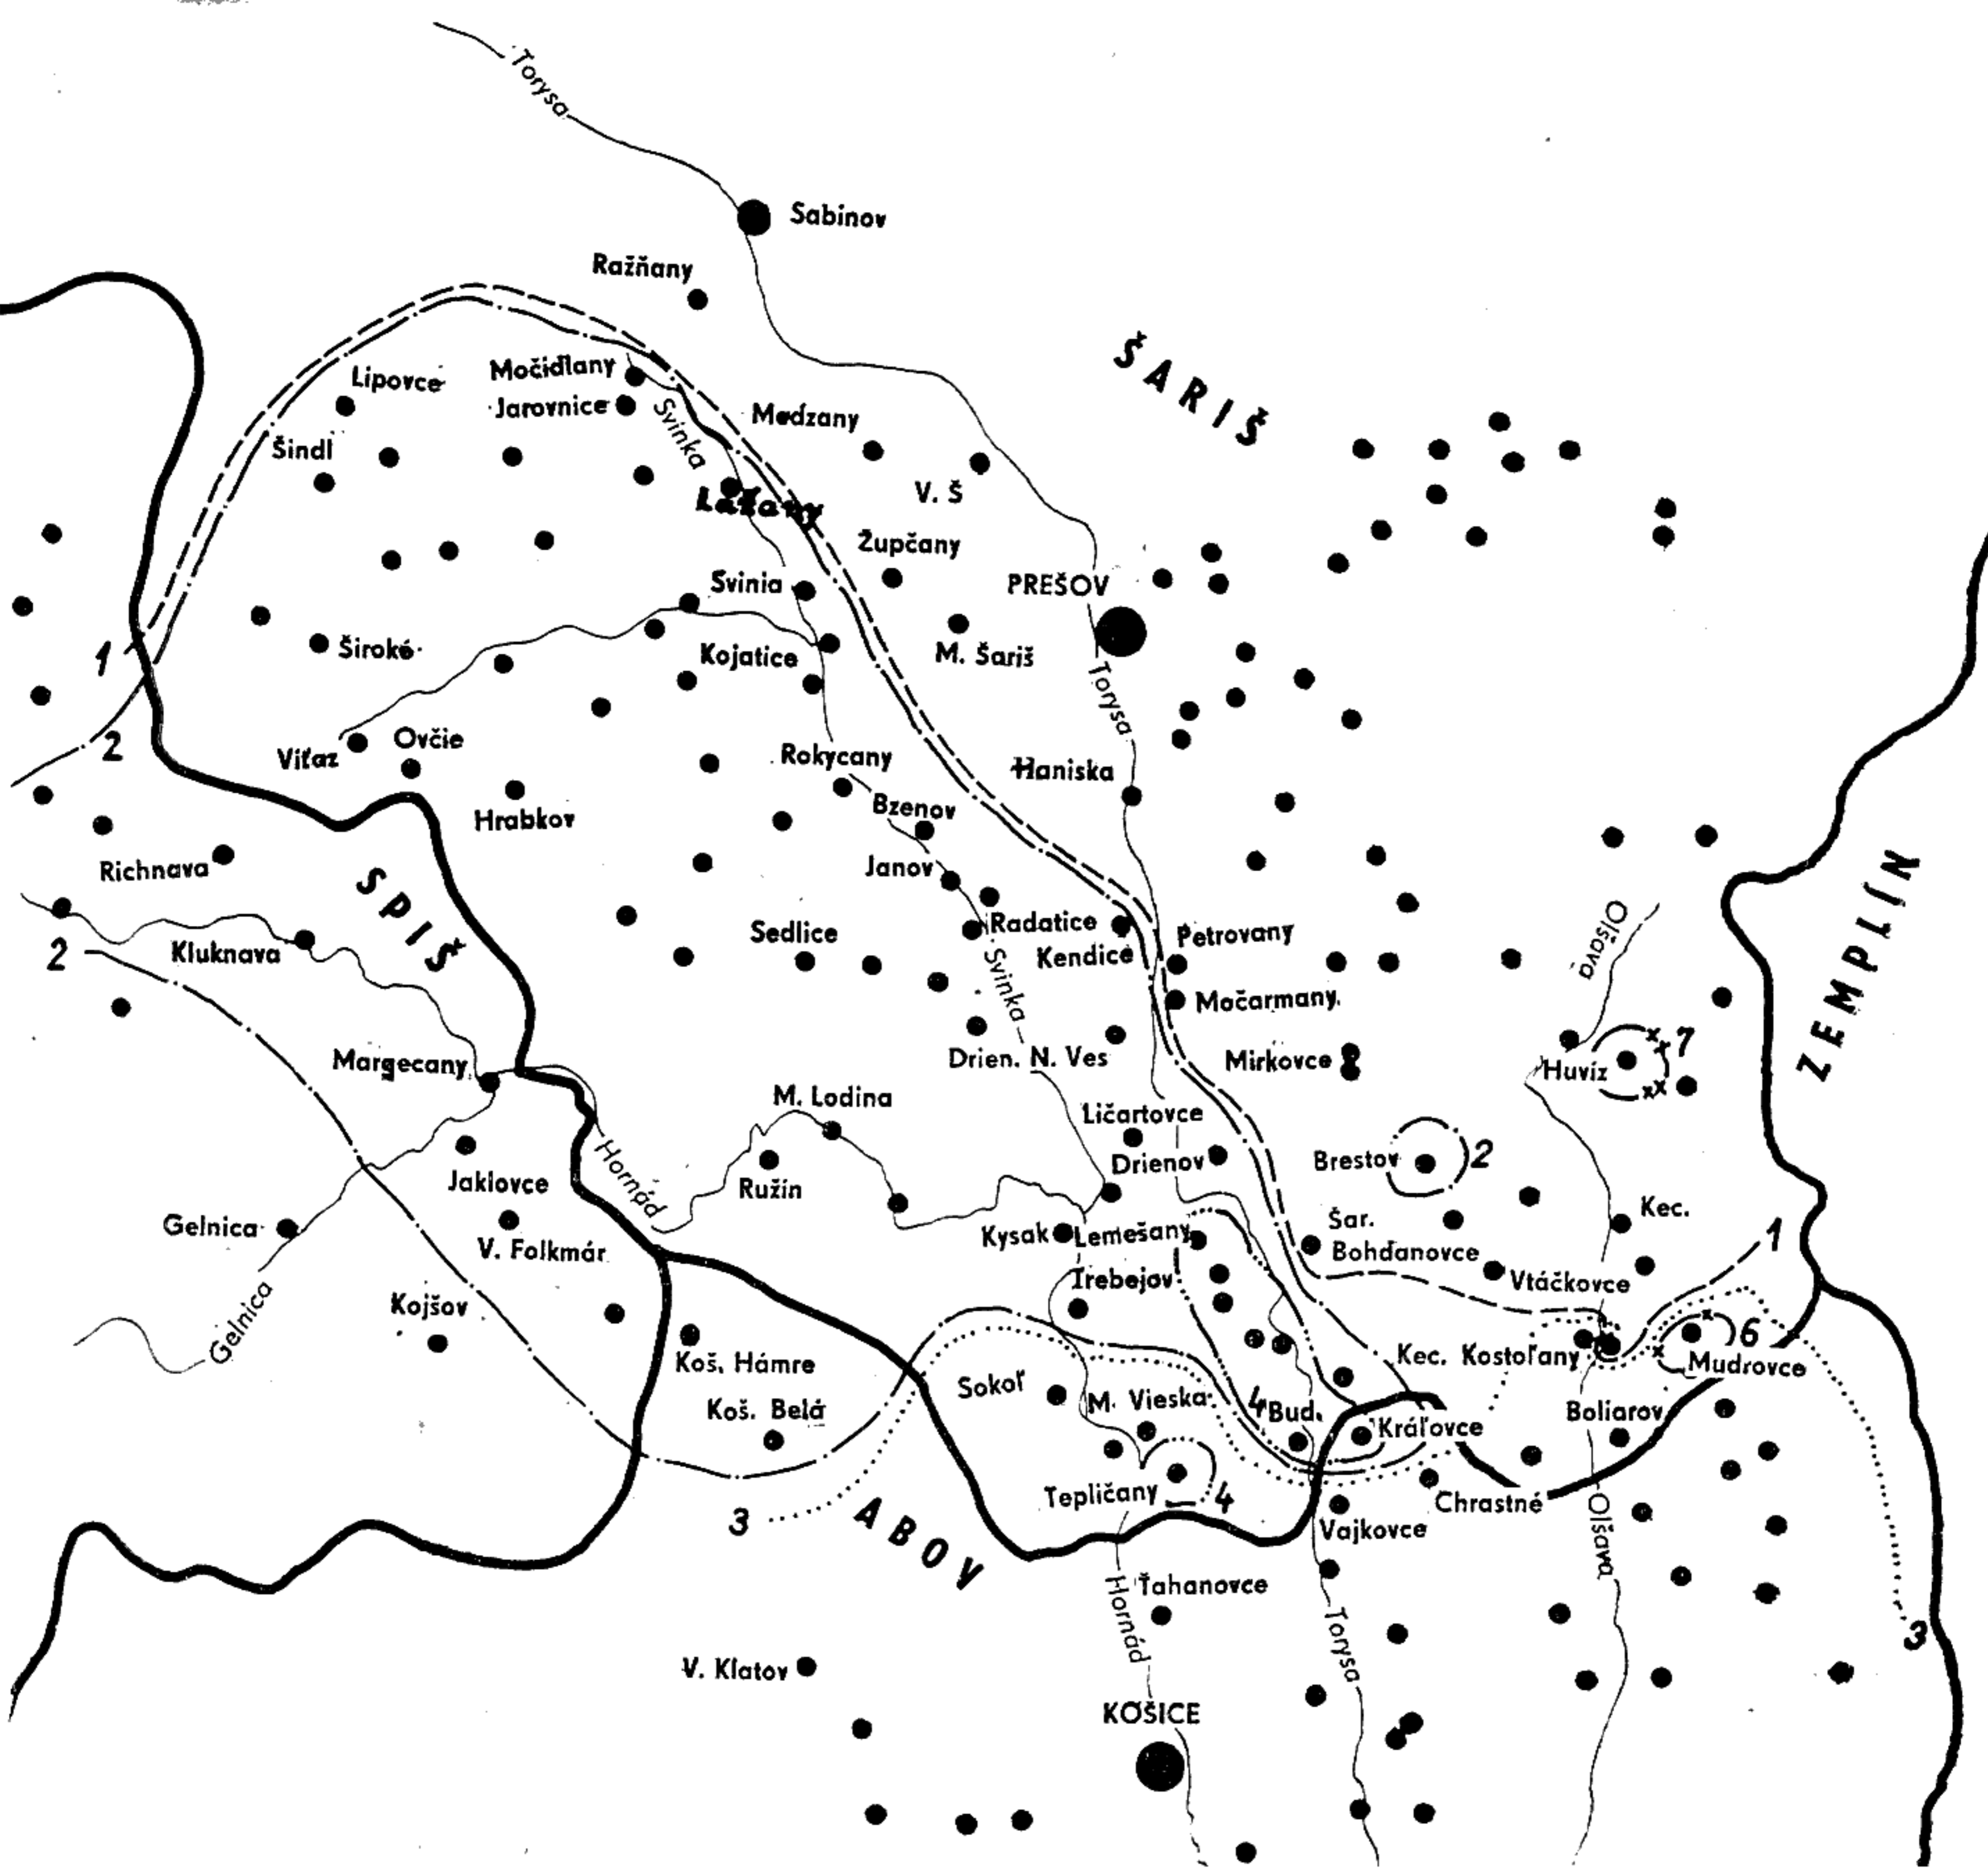 Torysa
Sabinov
Ražňany
ŠARIŠ
Lipovce
Močidlany
Jarovnice
Svinka
Medzany
Šindl
V. Š
Lažany
Župčany
Svinia
PREŠOV
1
Široké
Kojatice
M. Šariš
Torysa
2
Víťaz
Ovčie
Rokycany
Haniska
Hrabkov
Bzenov
Richnava
SPIŠ
Janov
ZEMPLÍN
Olšava
Radatice
Petrovany
Sedlice
Kendice
2
Kluknava
Svinka
Močarmany
Margecany
Drien. N. Ves
Mirkovce
Huvíz
7
M. Lodina
Ličartovce
Hornád
Jaklovce
Ružín
Drienov
Brestov
2
Gelnica
V. Folkmár
Kysak
Lemešany
Šar.
Bohďanovce
Kec.
1
Trebejov
Vtáčkovce
Kojšov
Gelnica
Koš. Hámre
Kec.
Kostoľany
6
Mudrovce
Sokoľ
M. Vieska
4
Bud.
Kráľovce
Boliarov
Koš. Belá
Tepličany
4
Chrastné
3
ABOV
Vajkovce
Olšava
Ťahanovce
Hornád
Torysa
3
V. Klatov
KOŠICE